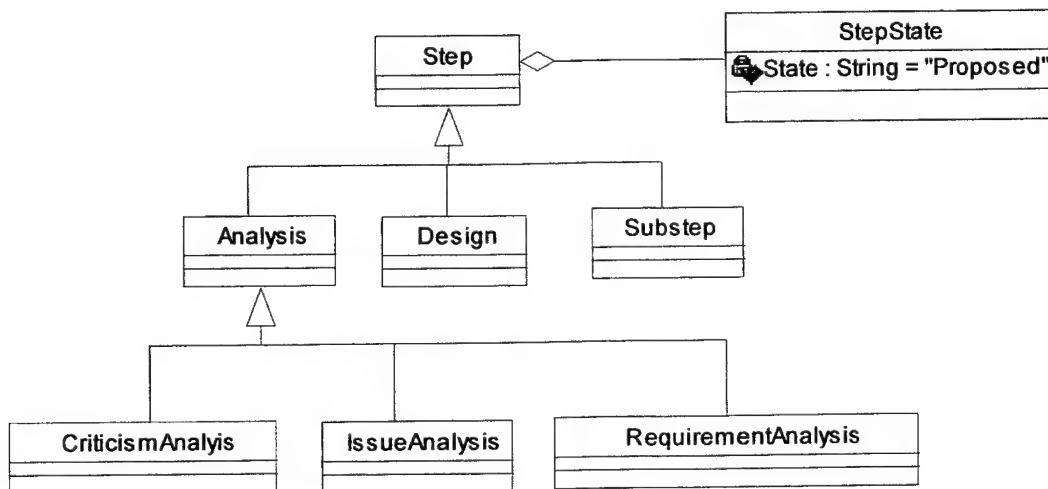 Step
StepState
State : String = "Proposed"
Analysis
Design
Substep
CriticismAnalyis
IssueAnalysis
RequirementAnalysis